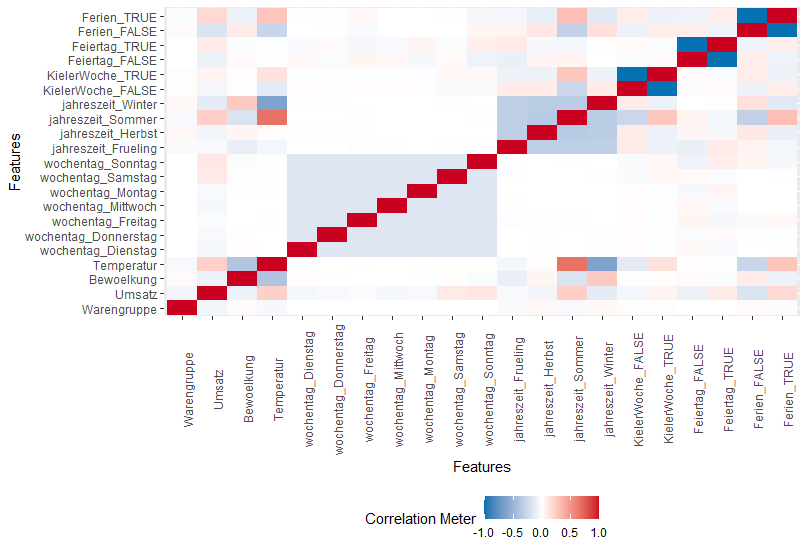 Ferien_TRUE
Ferien_FALSE
Feiertag_TRUE
Feiertag_FALSE
KielerWoche_TRUE
KielerWoche_FALSE
jahreszeit_Winter
jahreszeit_Sommer
jahreszeit_Herbst
jahreszeit_Frueling
wochentag_Sonntag
wochentag_Samstag
wochentag_Montag
wochentag_Mittwoch
wochentag_Freitag
wochentag_Donnerstag
wochentag_Dienstag
Temperatur
Bewoelkung
Umsatz
Warengruppe
Features
Warengruppe
Umsatz
Bewoelkung
Temperatur
wochentag_Dienstag
wochentag_Donnerstag
wochentag_Freitag
wochentag_Mittwoch
wochentag_Montag
wochentag_Samstag
wochentag_Sonntag
jahreszeit_Frueling
jahreszeit_Herbst
jahreszeit_Sommer
jahreszeit_Winter
KielerWoche_FALSE
KielerWoche_TRUE
Feiertag_FALSE
Feiertag_TRUE
Ferien_FALSE
Ferien_TRUE
Features
Correlation Meter
-1.0 -0.5 0.0 0.5 1.0